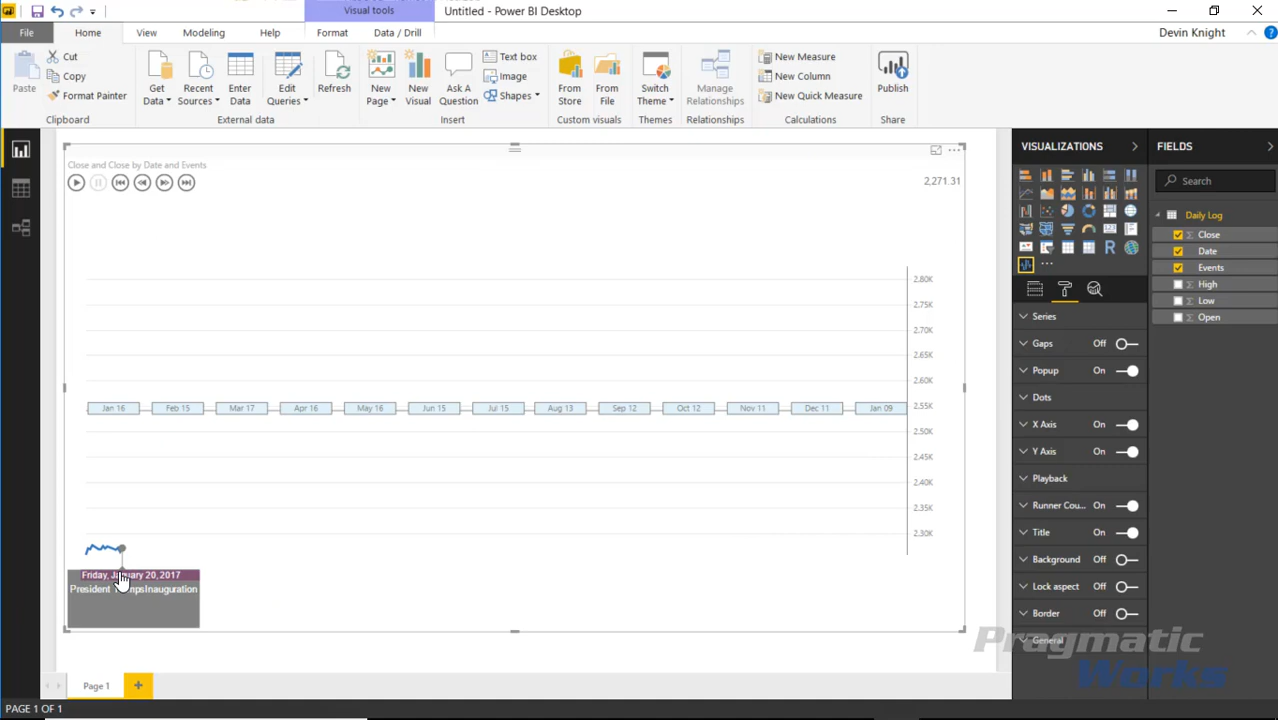 Visual tools
Untitled - Power BI Desktop
File
Home
View
Modeling
Help
Format
Data / Drill
Devin Knight
?
Paste
Cut
Copy
Format Painter
Clipboard
Get Data
Recent Sources
Enter Data
Edit Queries
Refresh
External data
New Page
New Visual
Ask A Question
Text box
Image
Shapes
Insert
From Store
From File
Custom visuals
Switch Theme
Themes
Manage Relationships
Relationships
New Measure
New Column
New Quick Measure
Calculations
Publish
Share
Close and Close by Date and Events
2,271.31
2.80K
2.75K
2.70K
2.65K
2.60K
2.55K
2.50K
2.45K
2.40K
2.35K
2.30K
Jan 16
Feb 15
Mar 17
Apr 16
May 16
Jun 15
Jul 15
Aug 13
Sep 12
Oct 12
Nov 11
Dec 11
Jan 09
Friday, January 20, 2017
President
Inauguration
VISUALIZATIONS
R
Series
Gaps Off
Popup On
Dots
X Axis On
Y Axis On
Playback
Runner Cou... On
Title On
Background Off
Lock aspect Off
Border Off
General
FIELDS
Search
Daily Log
Σ Close
Date
Events
Σ High
Σ Low
Σ Open
Pragmatic
Works
Page 1
+
PAGE 1 OF 1